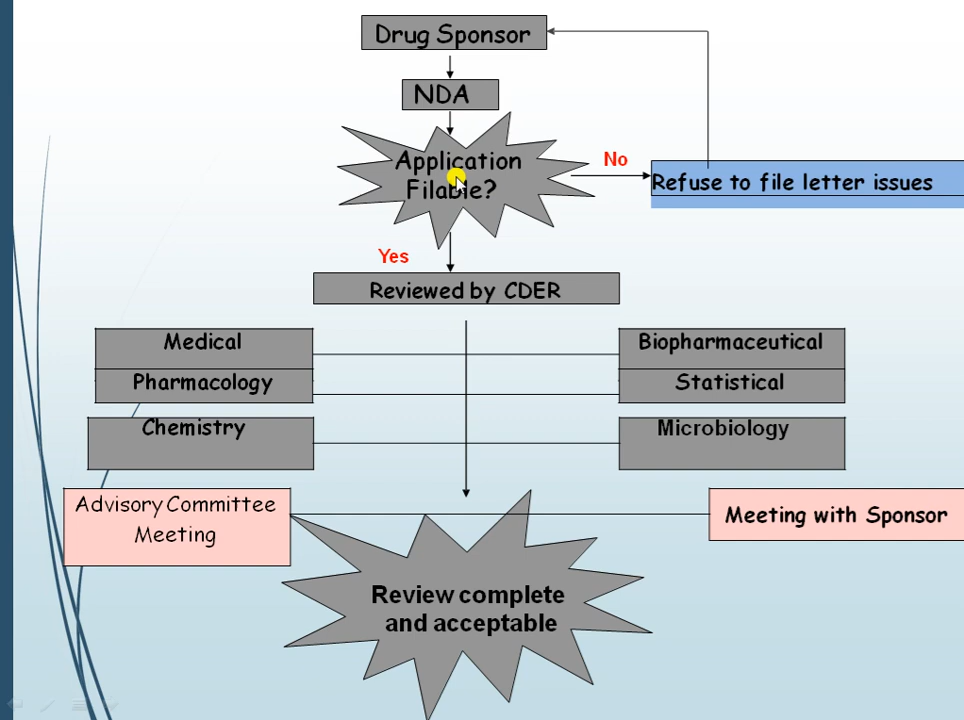 Drug Sponsor
NDA
Application
Filable?
No
Refuse to file letter issues
Yes
Reviewed by CDER
Medical
Biopharmaceutical
Pharmacology
Statistical
Chemistry
Microbiology
Advisory Committee
Meeting
Meeting with Sponsor
Review complete
and acceptable